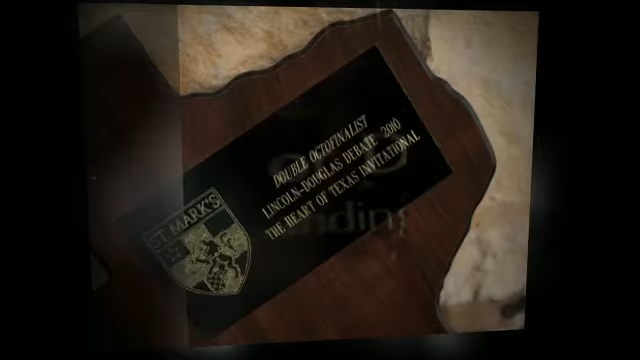 DOUBLE OCTOFINALIST
LINCOLN-DOUGLAS DEBATE 2010
THE HEART OF TEXAS INVITATIONAL
ST. MARK'S